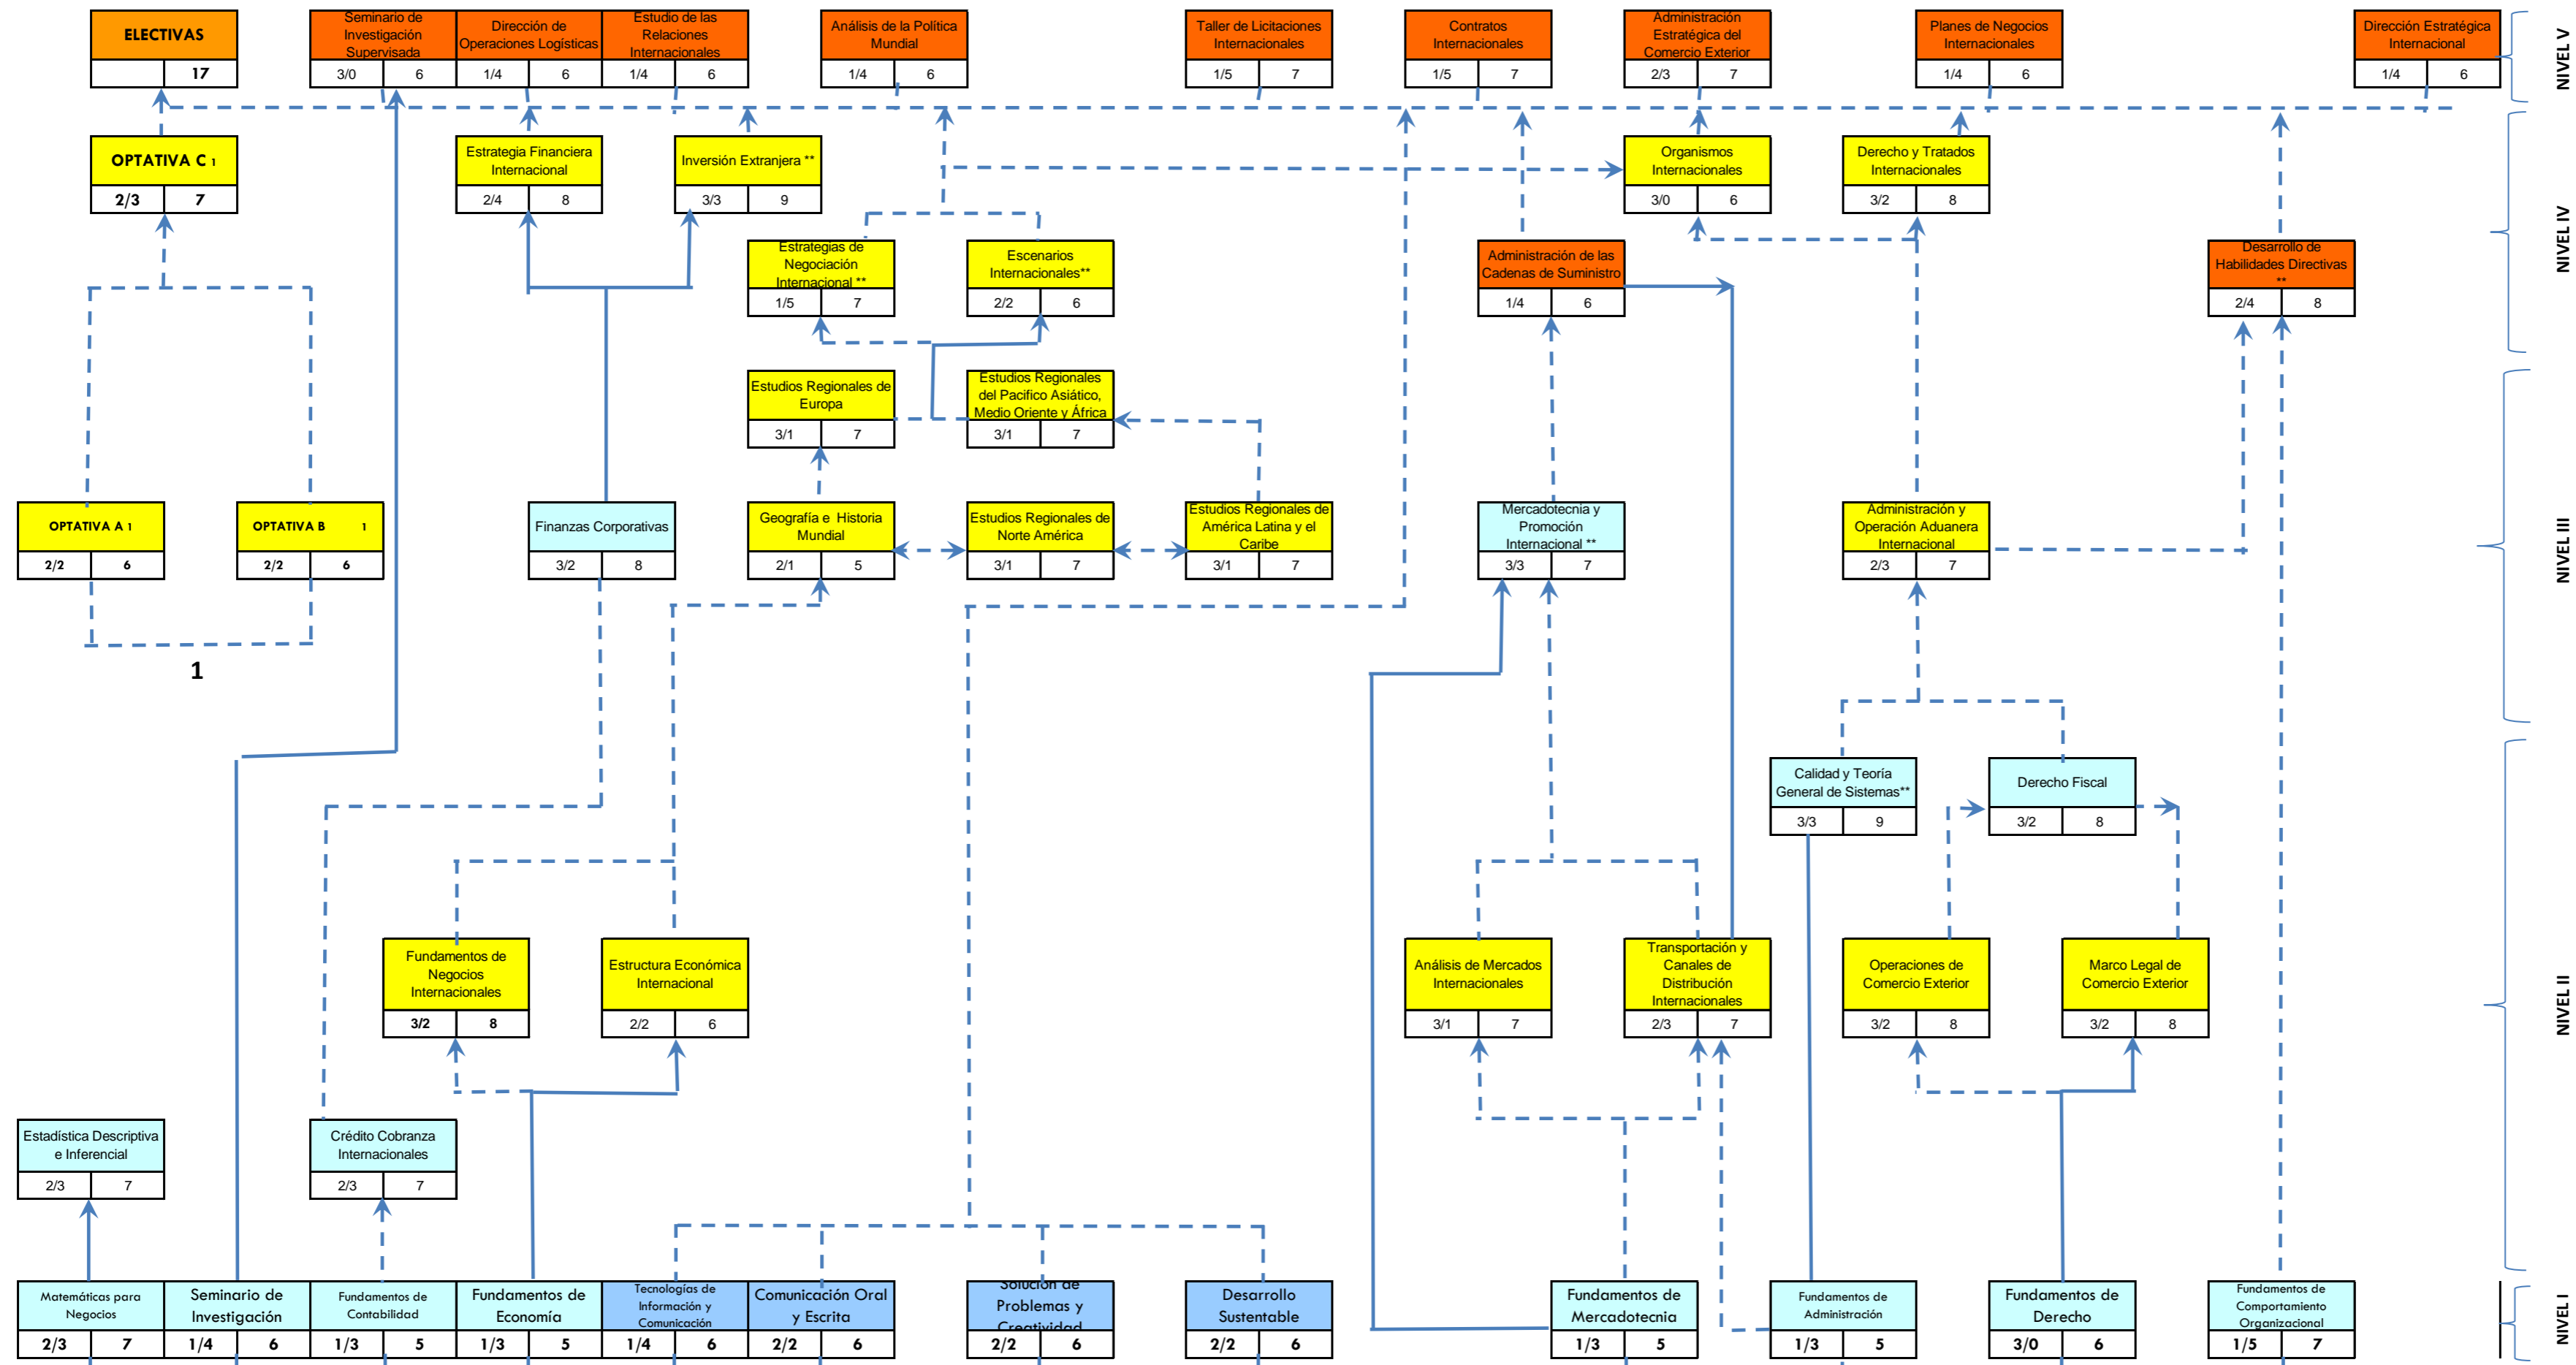 ELECTIVAS
17
Seminario de
Investigación
Supervisada
3/0 6
Dirección de
Operaciones Logísticas
1/4 6
Estudio de las
Relaciones
Internacionales
1/4 6
Análisis de la Política
Mundial
1/4 6
Taller de Licitaciones
Internacionales
1/5 7
Contratos
Internacionales
1/5 7
Administración
Estratégica del
Comercio Exterior
2/3 7
Planes de Negocios
Internacionales
1/4 6
Dirección Estratégica
Internacional
1/4 6
NIVEL V
OPTATIVA C 1
2/3 7
Estrategia Financiera
Internacional
2/4 8
Inversión Extranjera **
3/3 9
Organismos
Internacionales
3/0 6
Derecho y Tratados
Internacionales
3/2 8
Estrategias de
Negociación
Internacional **
1/5 7
Escenarios
Internacionales**
2/2 6
Administración de las
Cadenas de Suministro
1/4 6
Desarrollo de
Habilidades Directivas
**
2/4 8
NIVEL IV
Estudios Regionales de
Europa
3/1 7
Estudios Regionales
del Pacifico Asiático,
Medio Oriente y África
3/1 7
OPTATIVA A 1
2/2 6
OPTATIVA B 1
2/2 6
Finanzas Corporativas
3/2 8
Geografía e Historia
Mundial
2/1 5
Estudios Regionales de
Norte América
3/1 7
Estudios Regionales de
América Latina y el
Caribe
3/1 7
Mercadotecnia y
Promoción
Internacional **
3/3 7
Administración y
Operación Aduanera
Internacional
2/3 7
NIVEL III
1
Calidad y Teoría
General de Sistemas**
3/3 9
Derecho Fiscal
3/2 8
Fundamentos de
Negocios
Internacionales
3/2 8
Estructura Económica
Internacional
2/2 6
Análisis de Mercados
Internacionales
3/1 7
Transportación y
Canales de
Distribución
Internacionales
2/3 7
Operaciones de
Comercio Exterior
3/2 8
Marco Legal de
Comercio Exterior
3/2 8
NIVEL II
Estadística Descriptiva
e Inferencial
2/3 7
Crédito Cobranza
Internacionales
2/3 7
Matemáticas para
Negocios
2/3 7
Seminario de
Investigación
1/4 6
Fundamentos de
Contabilidad
1/3 5
Fundamentos de
Economía
1/3 5
Tecnologías de
Información y
Comunicación
1/4 6
Comunicación Oral
y Escrita
2/2 6
Solución de
Problemas y
Creatividad
2/2 6
Desarrollo
Sustentable
2/2 6
Fundamentos de
Mercadotecnia
1/3 5
Fundamentos de
Administración
1/3 5
Fundamentos de
Derecho
3/0 6
Fundamentos de
Comportamiento
Organizacional
1/5 7
NIVEL I